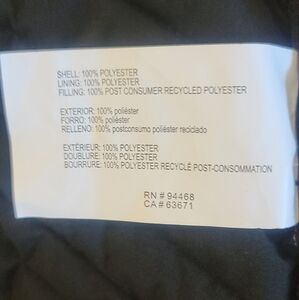 SHELL: 100% POLYESTER
LINING: 100% POLYESTER
FILLING: 100% POST CONSUMER RECYCLED POLYESTER
EXTERIOR: 100% poliéster
FORRO: 100% poliéster
RELLENO: 100% postconsumo poliéster reciclado
EXTÉRIEUR: 100% POLYESTER
DOUBLURE: 100% POLYESTER
BOURRURE: 100% POLYESTER RECYCLÉ POST-CONSOMMATION
RN # 94468
CA # 63671